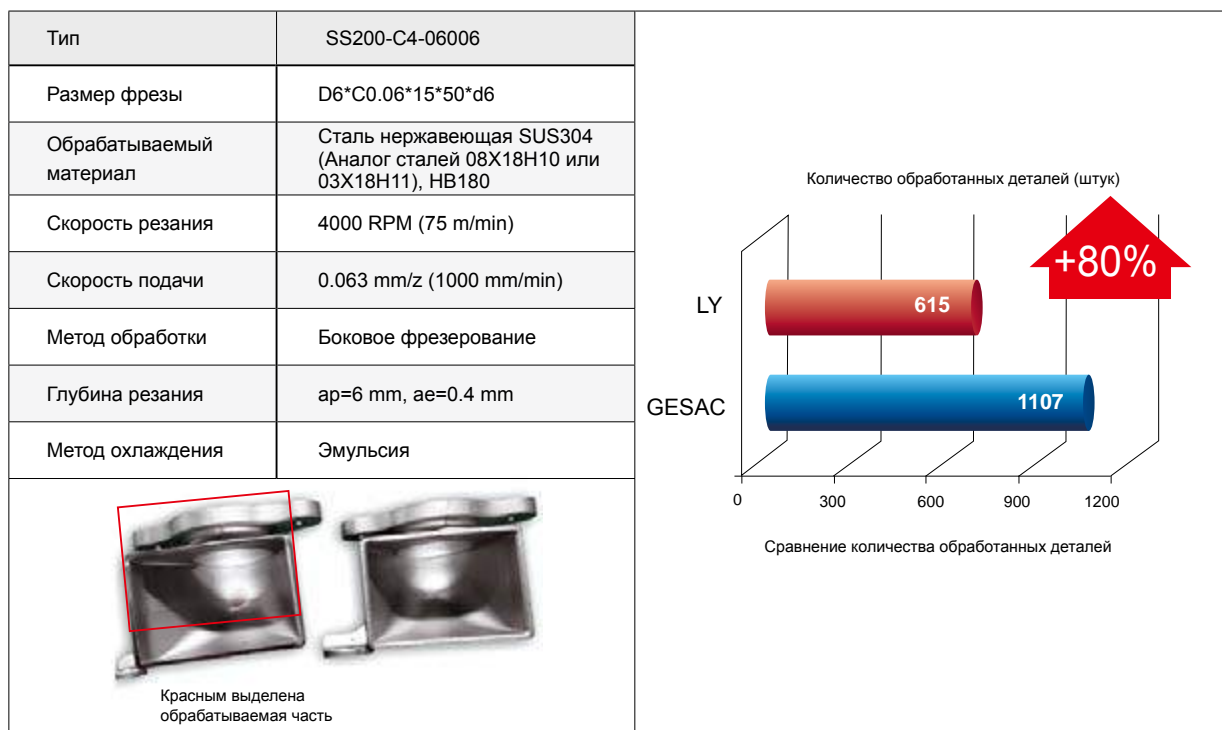 Тип
SS200-C4-06006
Размер фрезы
D6*C0.06*15*50*d6
Обрабатываемый
материал
Сталь нержавеющая SUS304
(Аналог сталей 08Х18Н10 или
03Х18Н11), HB180
Скорость резания
4000 RPM (75 m/min)
Скорость подачи
0.063 mm/z (1000 mm/min)
Метод обработки
Боковое фрезерование
Глубина резания
ap=6 mm, ae=0.4 mm
Метод охлаждения
Эмульсия
Красным выделена
обрабатываемая часть
Количество обработанных деталей (штук)
+80%
LY
615
GESAC
1107
0
300
600
900
1200
Сравнение количества обработанных деталей